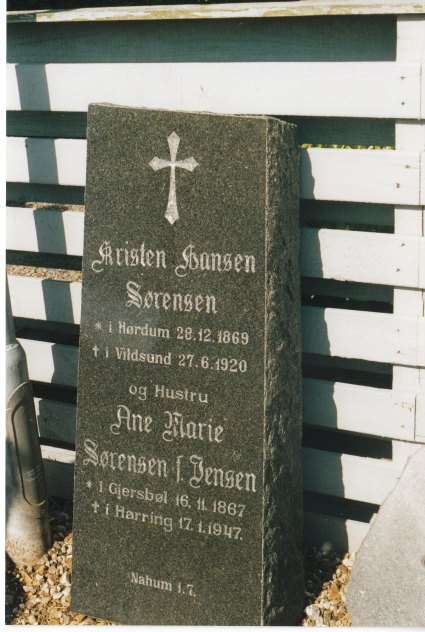 Kristen Hansen
Sørensen
* i Hørdum 28.12.1869
† i Vildsund 27.6.1920
og Hustru
Ane Marie
Sørensen f. Jensen
* i Gjersbøl 16.11.1867
† i Harring 17.1.1947.
Nahum 1.7.